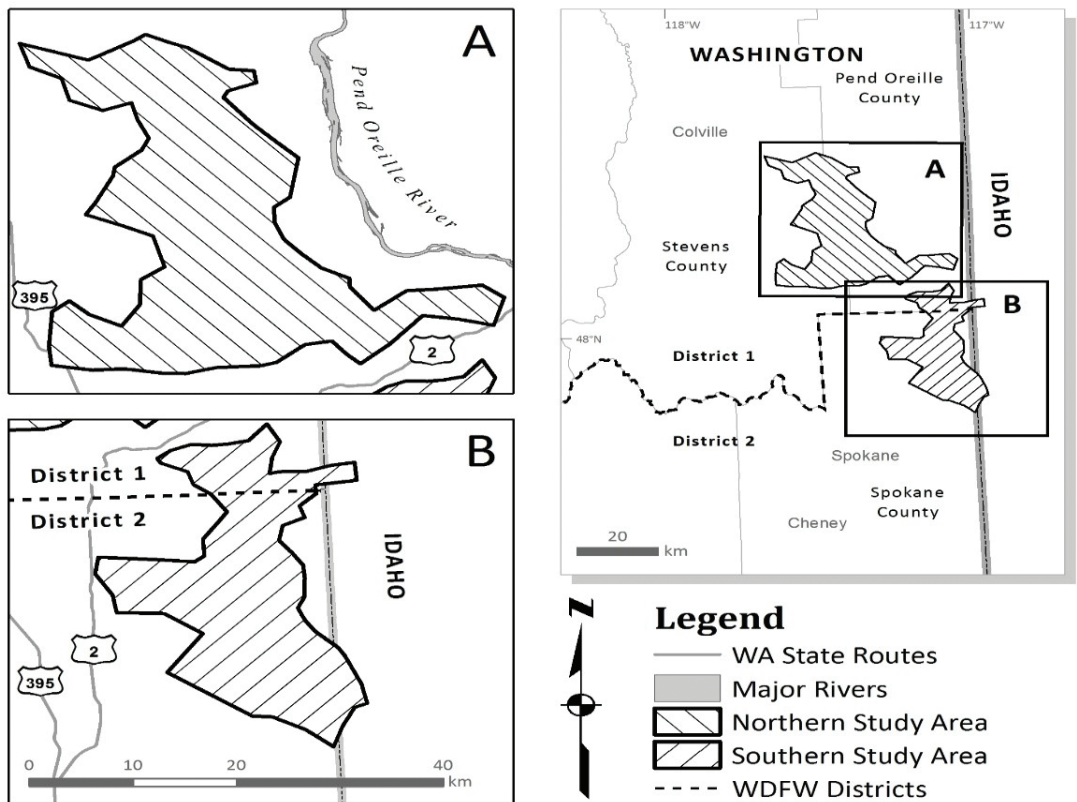 A
Pend Oreille River
395
2
B
District 1
District 2
IDAHO
2
395
0 10 20 40
km
118°W
117°W
WASHINGTON
Pend Oreille
County
Colville
A
IDAHO
Stevens
County
B
48°N
District 1
District 2
Spokane
Spokane
County
Cheney
20
km
N
Legend
WA State Routes
Major Rivers
Northern Study Area
Southern Study Area
WDFW Districts